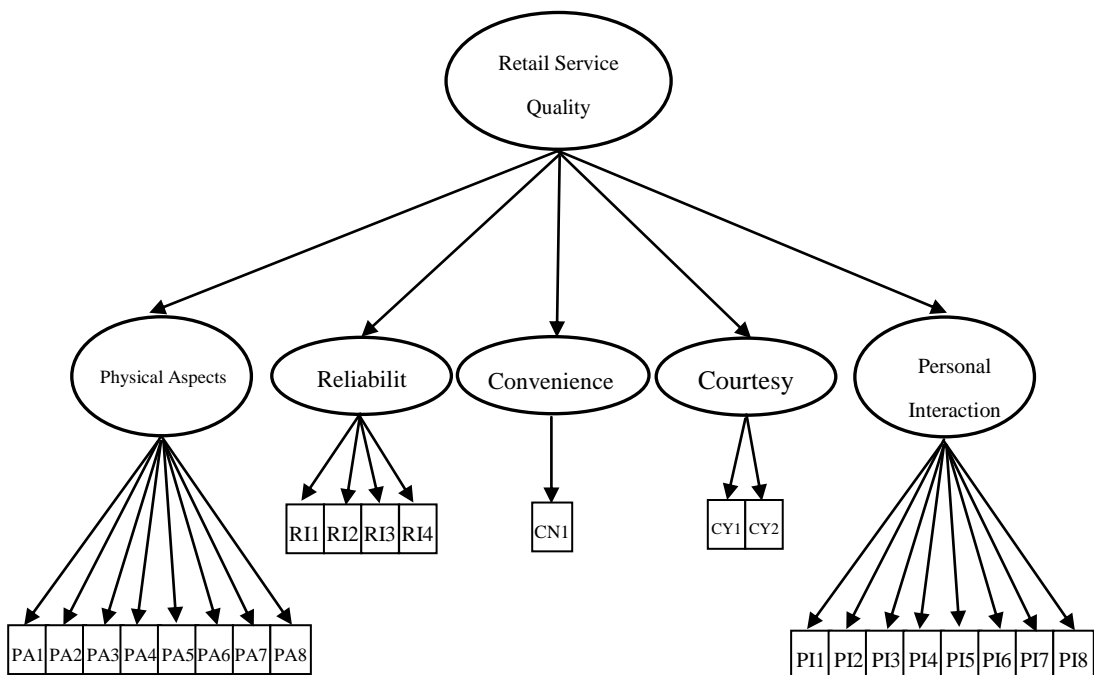 Retail Service
Quality
Physical Aspects
Reliabilit
Convenience
Courtesy
Personal
Interaction
RI1 RI2 RI3 RI4
CN1
CY1 CY2
PA1 PA2 PA3 PA4 PA5 PA6 PA7 PA8
PI1 PI2 PI3 PI4 PI5 PI6 PI7 PI8